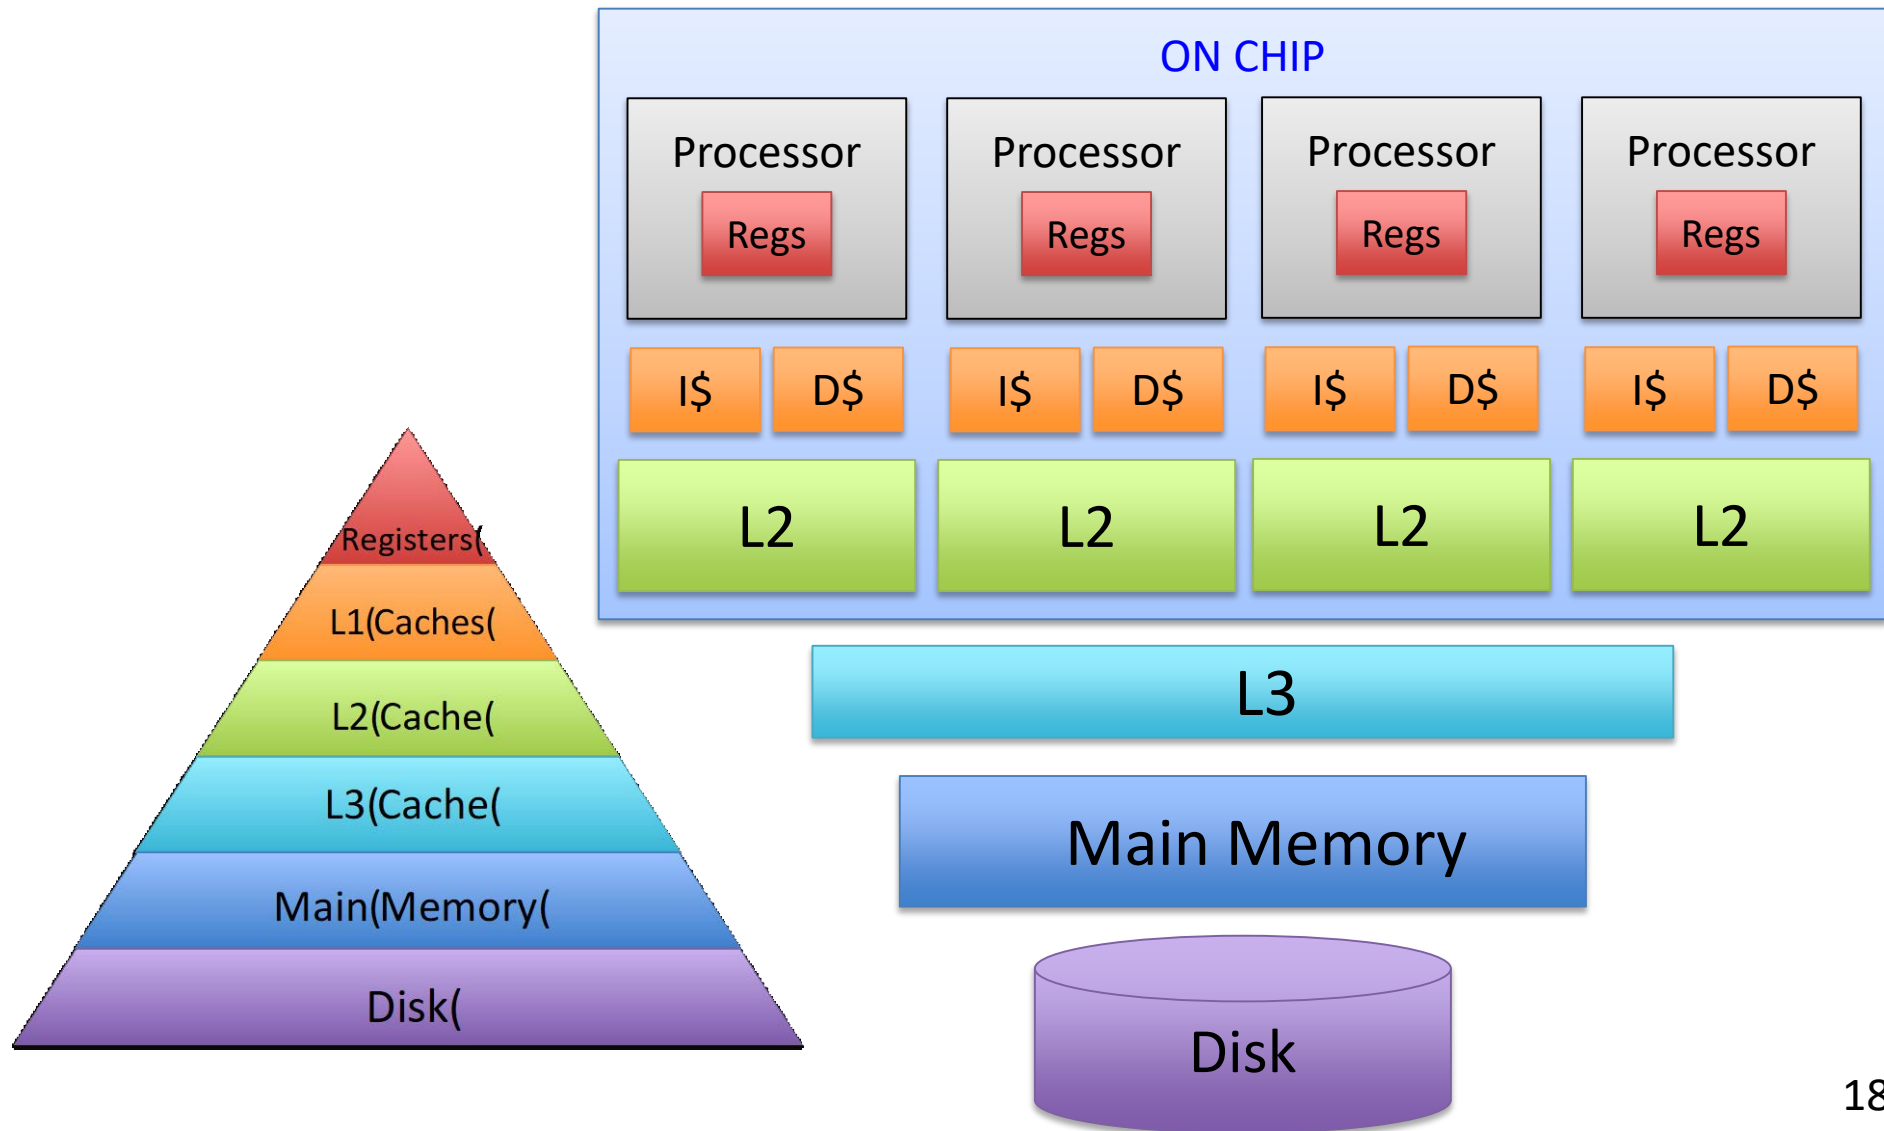 ON CHIP
Processor Processor Processor Processor
Regs Regs Regs Regs
I$ D$ I$ D$ I$ D$ I$ D$
L2 L2 L2 L2
L3
Main Memory
Disk
Registers(
L1(Caches(
L2(Cache(
L3(Cache(
Main(Memory(
Disk(
18